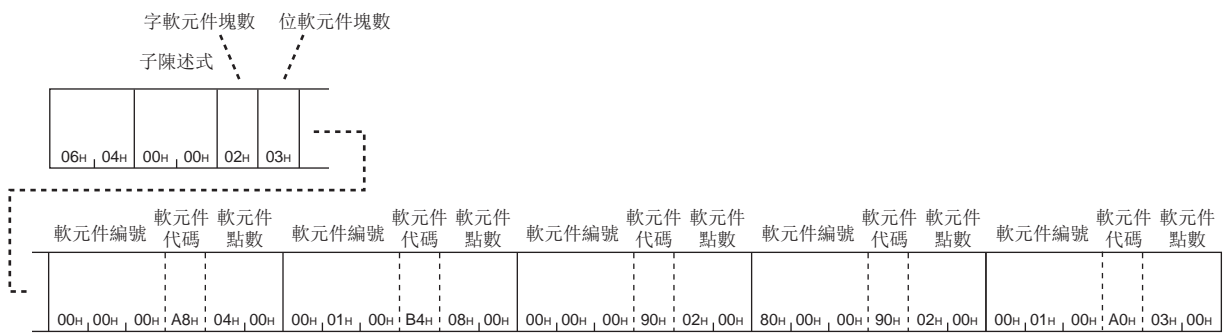 字軟元件塊數 位軟元件塊數
子陳述式
06H 04H 00H 00H 02H 03H
軟元件編號 軟元件代碼 軟元件點數 軟元件編號 軟元件代碼 軟元件點數 軟元件編號 軟元件代碼 軟元件點數 軟元件編號 軟元件代碼 軟元件點數 軟元件編號 軟元件代碼 軟元件點數
00H 00H 00H A8H 04H 00H 00H 01H 00H B4H 08H 00H 00H 00H 00H 90H 02H 00H 80H 00H 00H 90H 02H 00H 00H 01H 00H A0H 03H 00H